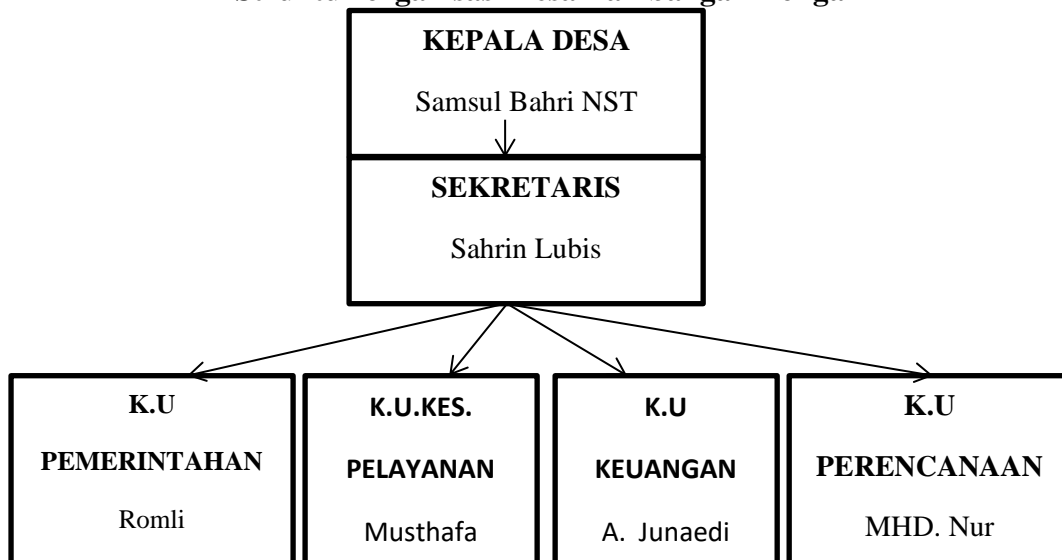 KEPALA DESA
Samsul Bahri NST
SEKRETARIS
Sahrin Lubis
K.U
PEMERINTAHAN
Romli
K.U.KES.
PELAYANAN
Musthafa
K.U
KEUANGAN
A. Junaedi
K.U
PERENCANAAN
MHD. Nur